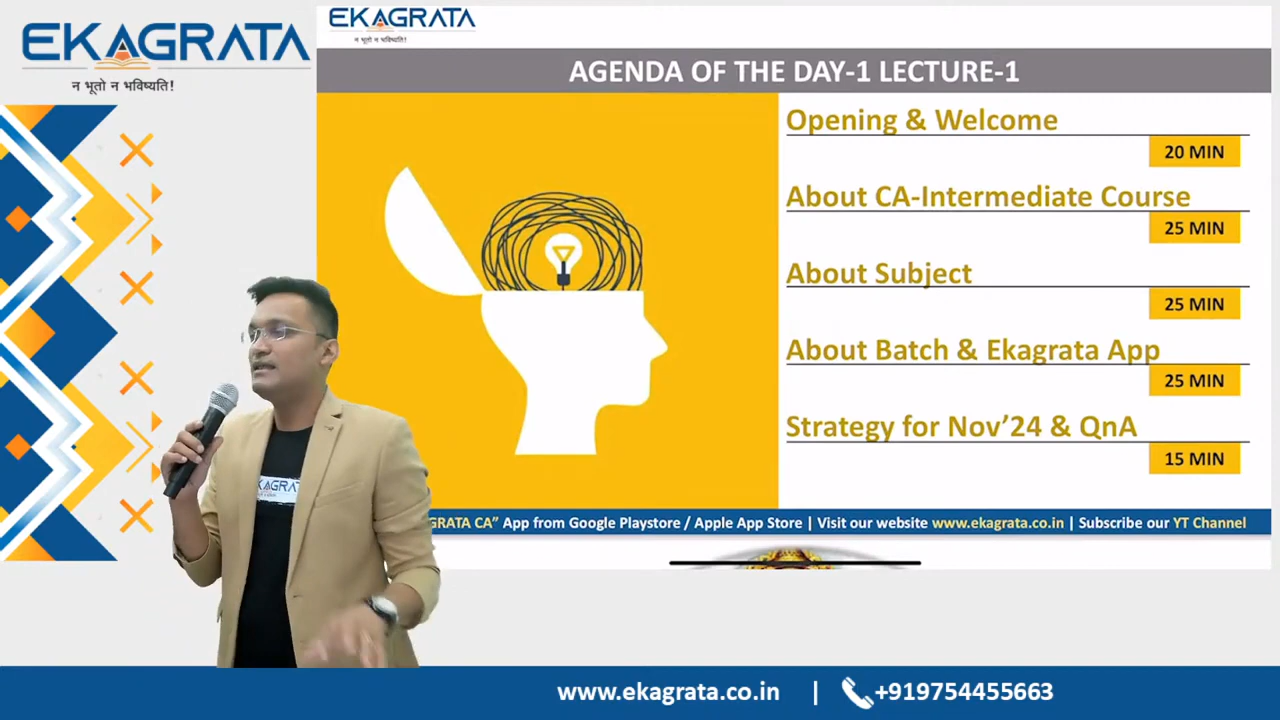 EKAGRATA
न भूतो न भविष्यति!
EKAGRATA
न भूतो न भविष्यति!
AGENDA OF THE DAY-1 LECTURE-1
Opening & Welcome
20 MIN
About CA-Intermediate Course
25 MIN
About Subject
25 MIN
About Batch & Ekagrata App
25 MIN
Strategy for Nov’24 & QnA
15 MIN
EKAGRATA
GRATA CA” App from Google Playstore / Apple App Store | Visit our website www.ekagrata.co.in | Subscribe our YT Channel
www.ekagrata.co.in | +919754455663